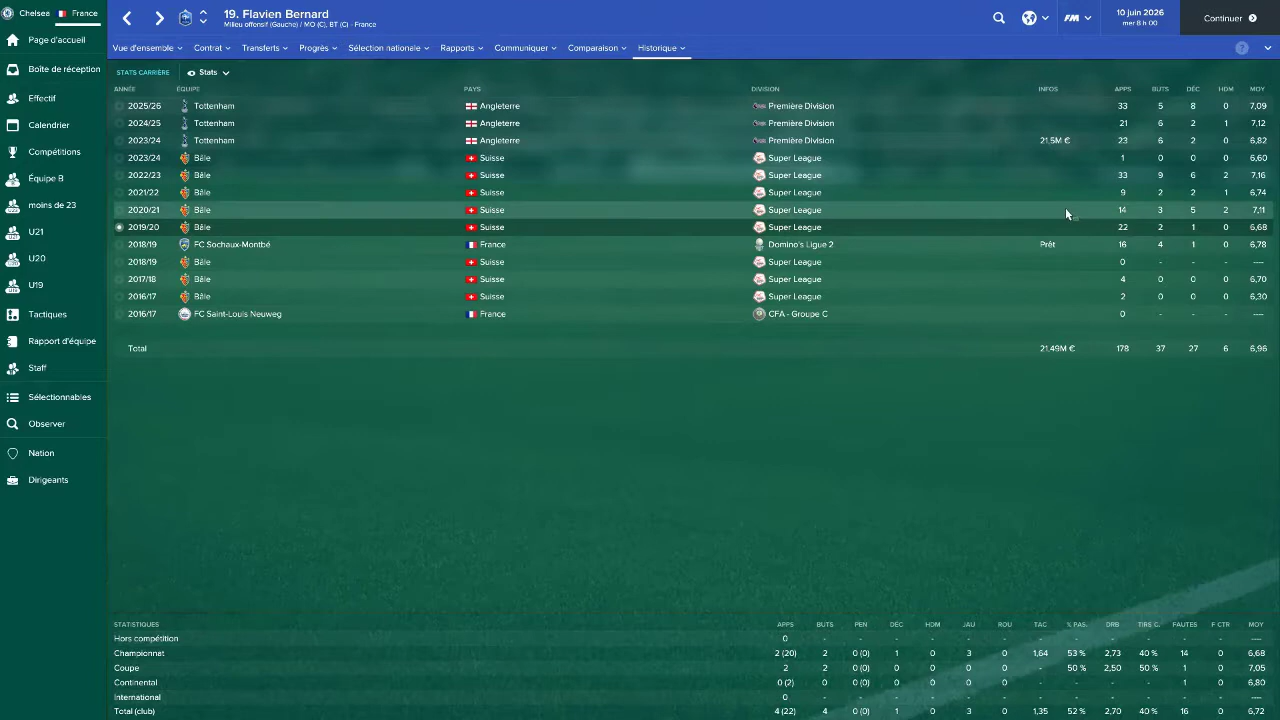 Chelsea France 19. Flavien Bernard 10 juin 2026
Milieu offensif (Gauche) / MO (C), BT (C) - France FM mer 8 h 00 Continuer
Page d'accueil Vue d'ensemble Contrat Transferts Progrès Sélection nationale Rapports Communiquer Comparaison Historique ?
Boîte de réception STATS CARRIÈRE Stats
ANNÉE ÉQUIPE PAYS DIVISION INFOS APPS BUTS DÉC HDM MOY
Effectif 2025/26 Tottenham Angleterre Première Division 33 5 8 0 7,09
Calendrier 2024/25 Tottenham Angleterre Première Division 21 6 2 1 7,12
2023/24 Tottenham Angleterre Première Division 21,5M € 23 6 2 0 6,82
Compétitions 2023/24 Bâle Suisse Super League 1 0 0 0 6,60
Équipe B 2022/23 Bâle Suisse Super League 33 9 6 2 7,16
2021/22 Bâle Suisse Super League 9 2 2 1 6,74
moins de 23 2020/21 Bâle Suisse Super League 14 3 5 2 7,11
U21 2019/20 Bâle Suisse Super League 22 2 1 0 6,68
2018/19 FC Sochaux-Montbé France Domino's Ligue 2 Prêt 16 4 1 0 6,78
U20 2018/19 Bâle Suisse Super League 0 - - - ----
2017/18 Bâle Suisse Super League 4 0 0 0 6,70
U19 2016/17 Bâle Suisse Super League 2 0 0 0 6,30
Tactiques 2016/17 FC Saint-Louis Neuweg France CFA - Groupe C 0 - - - ----
Rapport d'équipe Total 21,49M € 178 37 27 6 6,96
Staff
Sélectionnables
Observer
Nation
Dirigeants
STATISTIQUES APPS BUTS PEN DÉC HDM JAU ROU TAC % PAS. DRB TIRS C. FAUTES F CTR MOY
Hors compétition 0 - - - - - - - - - - - - ----
Championnat 2 (20) 2 0 (0) 1 0 3 0 1,64 53 % 2,73 40 % 14 0 6,68
Coupe 2 2 0 (0) 0 0 0 0 - 50 % 2,50 50 % 1 0 7,05
Continental 0 (2) 0 0 (0) 0 0 0 0 - - - - 1 0 6,80
International 0 - - - - - - - - - - - - ----
Total (club) 4 (22) 4 0 (0) 1 0 3 0 1,35 52 % 2,70 40 % 16 0 6,72